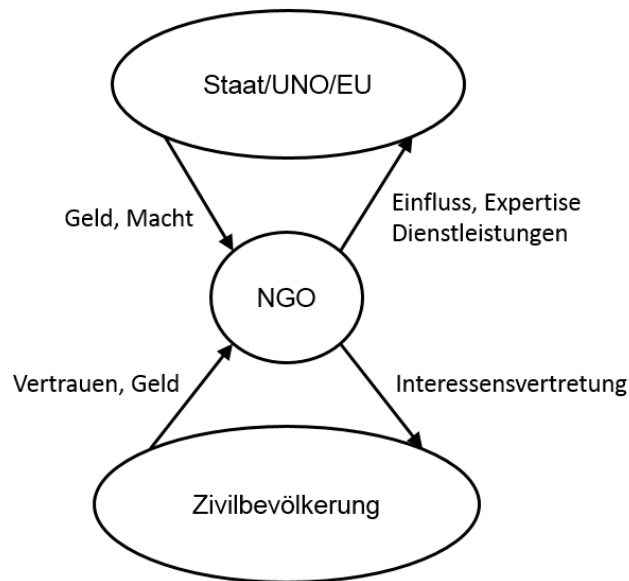 Staat/UNO/EU
Geld, Macht
Einfluss, Expertise
Dienstleistungen
NGO
Vertrauen, Geld
Interessensvertretung
Zivilbevölkerung